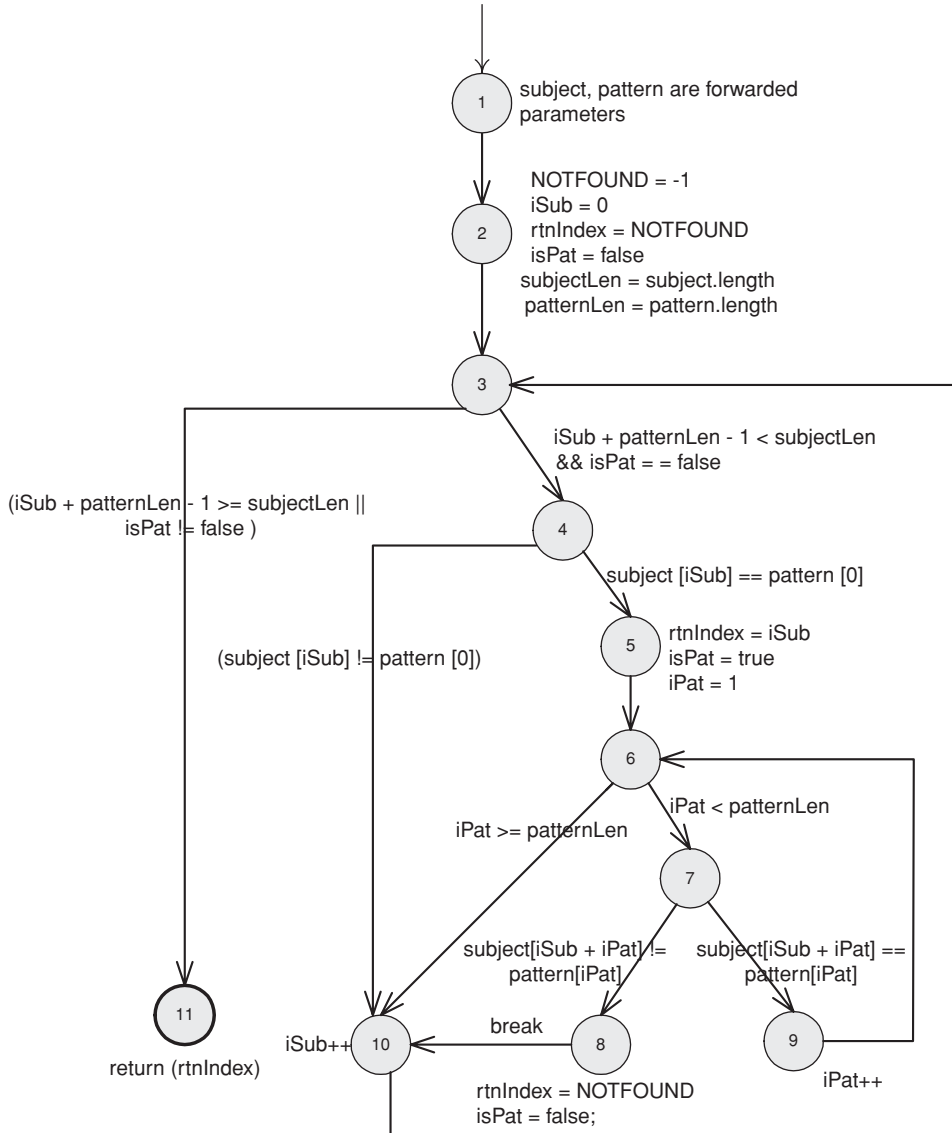 1
subject, pattern are forwarded
parameters
2
NOTFOUND = -1
iSub = 0
rtnIndex = NOTFOUND
isPat = false
subjectLen = subject.length
patternLen = pattern.length
3
iSub + patternLen - 1 < subjectLen
&& isPat = = false
(iSub + patternLen - 1 >= subjectLen ||
isPat != false )
4
subject [iSub] == pattern [0]
(subject [iSub] != pattern [0])
5
rtnIndex = iSub
isPat = true
iPat = 1
6
iPat < patternLen
iPat >= patternLen
7
subject[iSub + iPat] !=
pattern[iPat]
subject[iSub + iPat] ==
pattern[iPat]
11
return (rtnIndex)
iSub++
10
break
8
rtnIndex = NOTFOUND
isPat = false;
9
iPat++